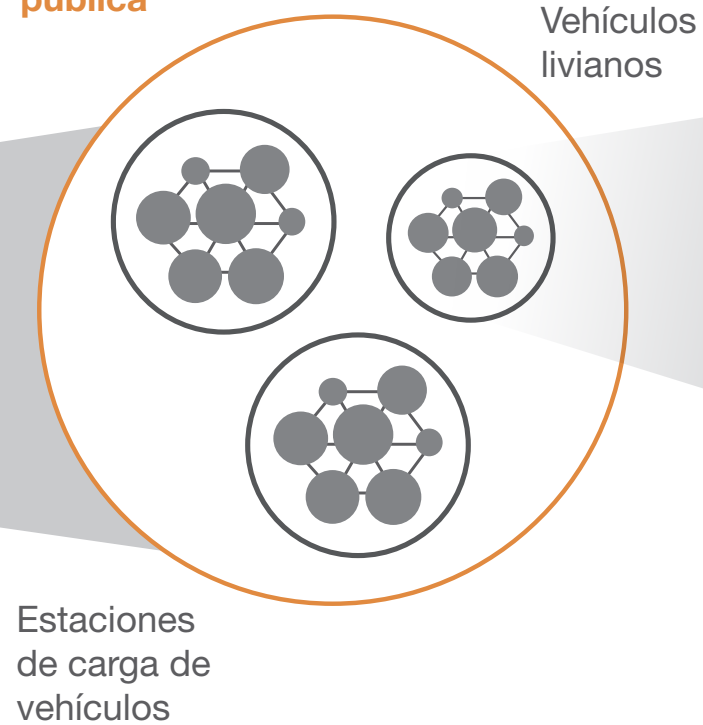 pública
Vehículos
livianos
Estaciones
de carga de
vehículos